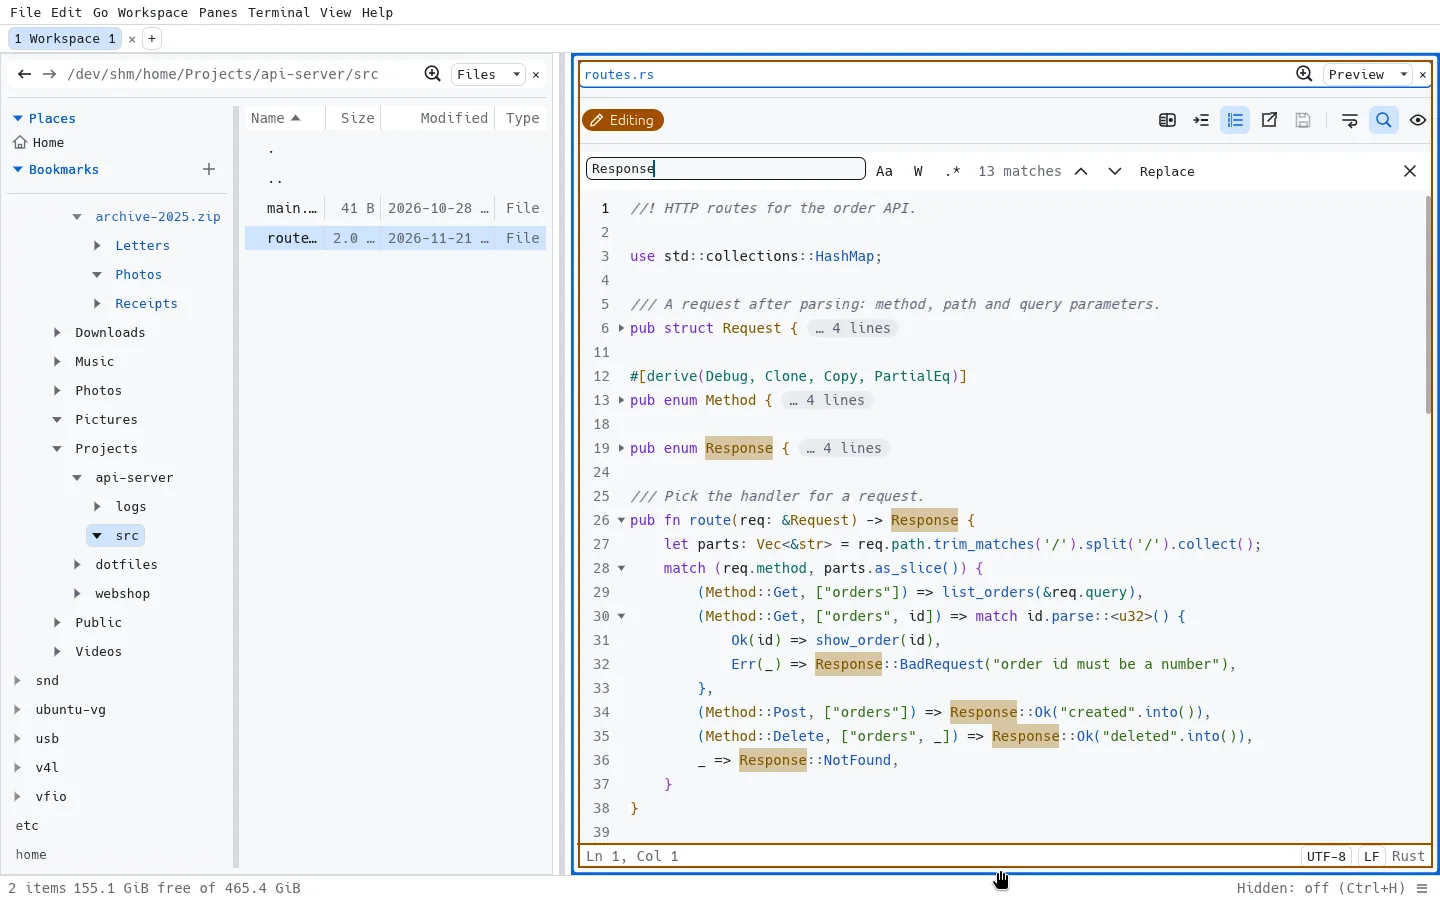 File Edit Go Workspace Panes Terminal View Help
1 Workspace 1 × +
/dev/shm/home/Projects/api-server/src Files ×
Places
Home
Bookmarks
archive-2025.zip
Letters
Photos
Receipts
Downloads
Music
Photos
Pictures
Projects
api-server
logs
src
dotfiles
webshop
Public
Videos
snd
ubuntu-vg
usb
v4l
vfio
etc
home
Name Size Modified Type
.
..
main.… 41 B 2026-10-28 … File
route… 2.0 … 2026-11-21 … File
routes.rs Preview ×
Editing
Response Aa W .* 13 matches Replace
1 //! HTTP routes for the order API.
2
3 use std::collections::HashMap;
4
5 /// A request after parsing: method, path and query parameters.
6 pub struct Request { … 4 lines
11
12 #[derive(Debug, Clone, Copy, PartialEq)]
13 pub enum Method { … 4 lines
18
19 pub enum Response { … 4 lines
24
25 /// Pick the handler for a request.
26 pub fn route(req: &Request) -> Response {
27 let parts: Vec<&str> = req.path.trim_matches('/').split('/').collect();
28 match (req.method, parts.as_slice()) {
29 (Method::Get, ["orders"]) => list_orders(&req.query),
30 (Method::Get, ["orders", id]) => match id.parse::<u32>() {
31 Ok(id) => show_order(id),
32 Err(_) => Response::BadRequest("order id must be a number"),
33 },
34 (Method::Post, ["orders"]) => Response::Ok("created".into()),
35 (Method::Delete, ["orders", _]) => Response::Ok("deleted".into()),
36 _ => Response::NotFound,
37 }
38 }
39
Ln 1, Col 1 UTF-8 LF Rust
2 items 155.1 GiB free of 465.4 GiB Hidden: off (Ctrl+H)